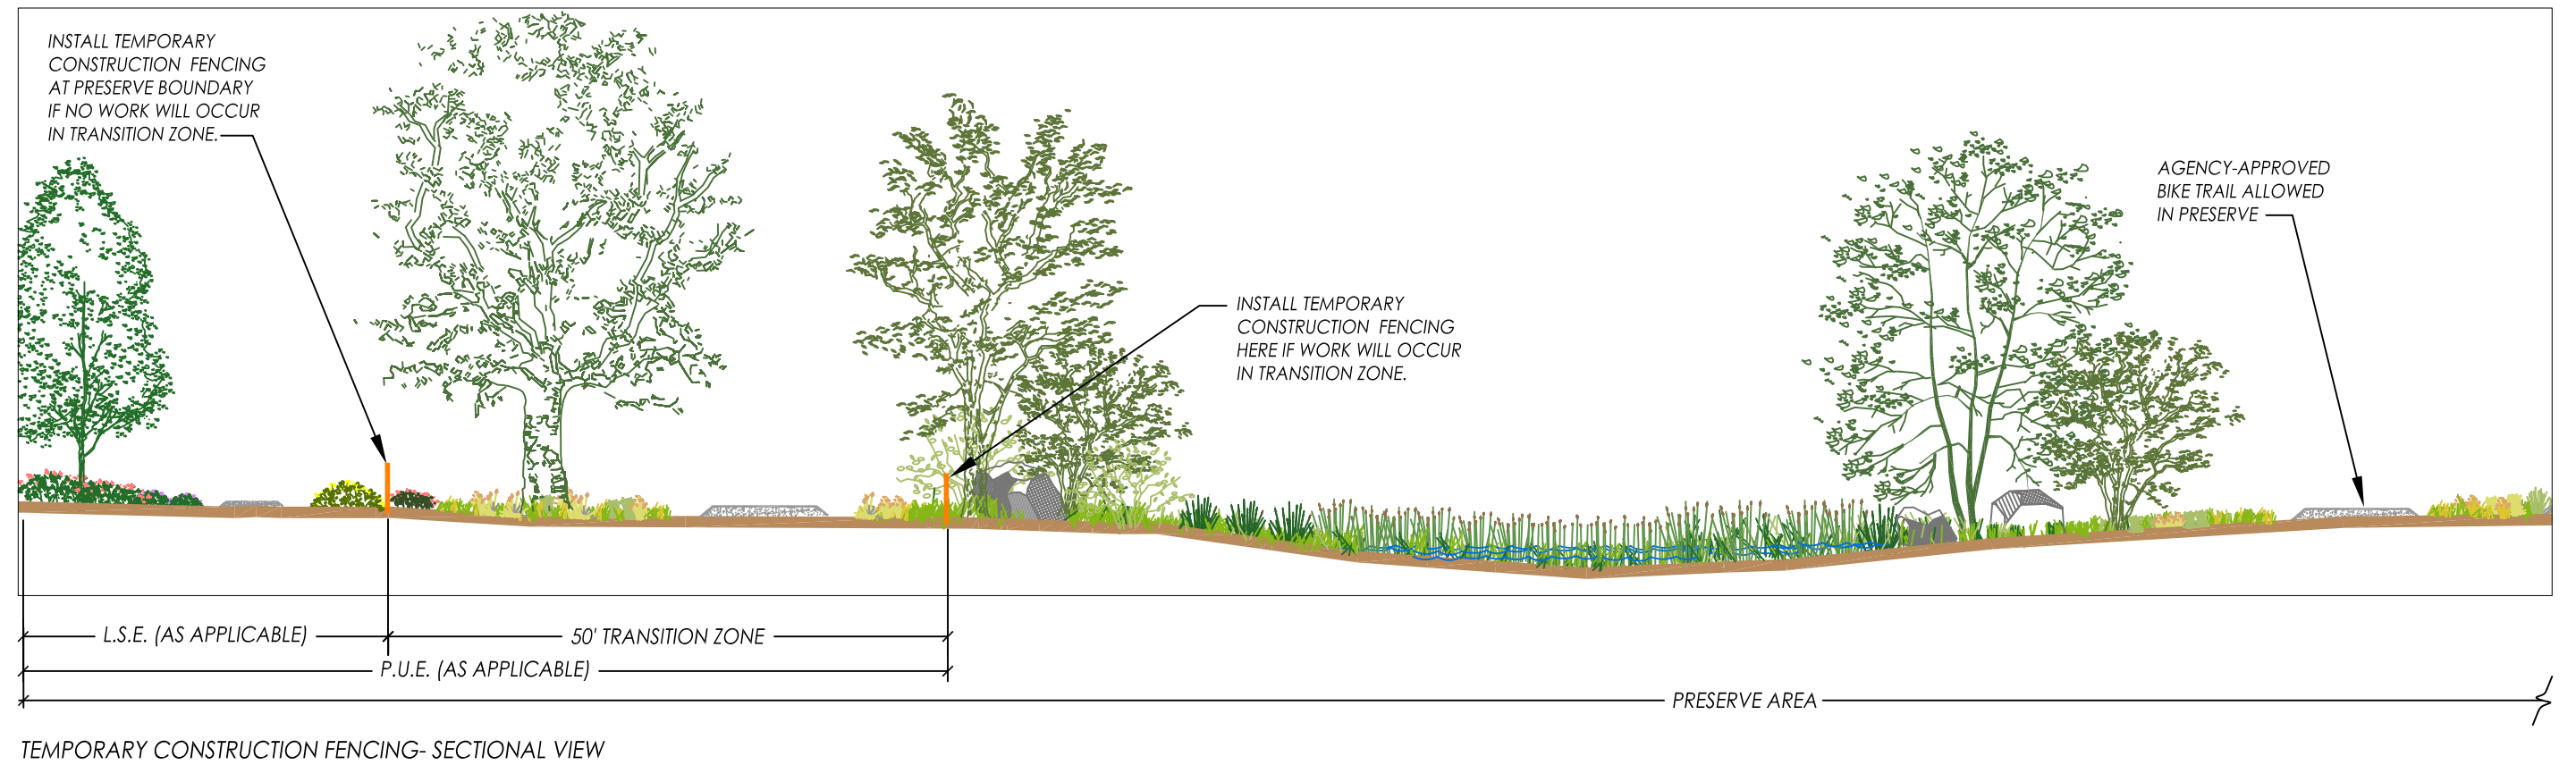 INSTALL TEMPORARY
CONSTRUCTION FENCING
AT PRESERVE BOUNDARY
IF NO WORK WILL OCCUR
IN TRANSITION ZONE.
AGENCY-APPROVED
BIKE TRAIL ALLOWED
IN PRESERVE
INSTALL TEMPORARY
CONSTRUCTION FENCING
HERE IF WORK WILL OCCUR
IN TRANSITION ZONE.
L.S.E. (AS APPLICABLE)
50' TRANSITION ZONE
P.U.E. (AS APPLICABLE)
PRESERVE AREA
TEMPORARY CONSTRUCTION FENCING- SECTIONAL VIEW